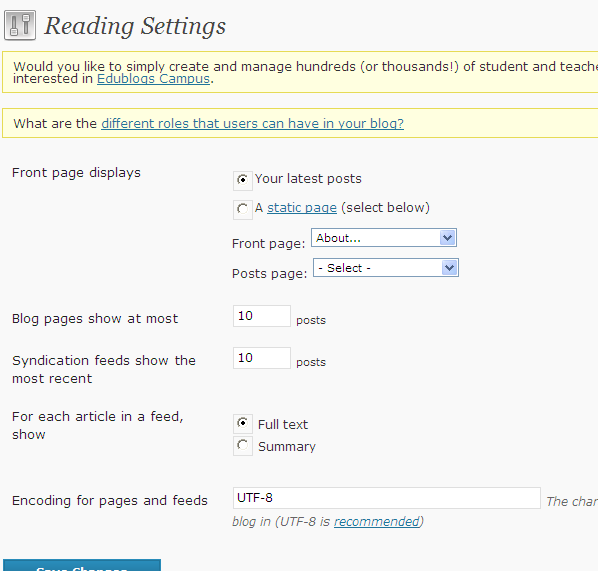 Reading Settings
Would you like to simply create and manage hundreds (or thousands!) of student and
interested in Edublogs Campus.
What are the different roles that users can have in your blog?
Front page displays
Your latest posts
A static page (select below)
Front page: About...
Posts page: - Select -
Blog pages show at most 10 posts
Syndication feeds show the
most recent
10 posts
For each article in a feed,
show
Full text
Summary
Encoding for pages and feeds UTF-8 The
blog in (UTF-8 is recommended)
Save Changes